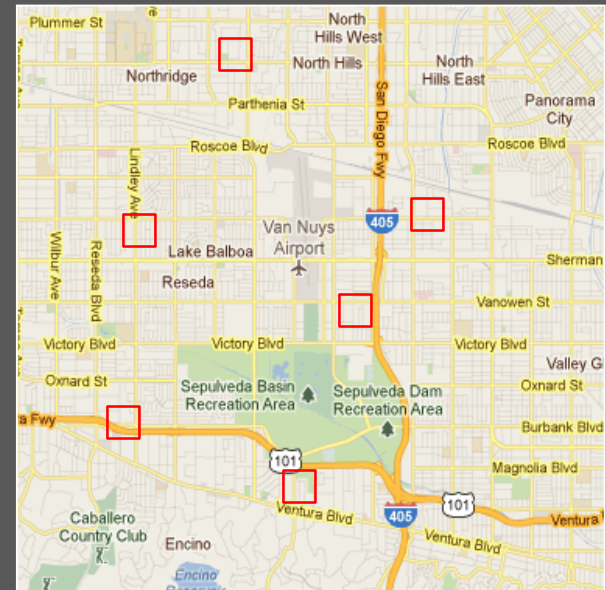 Plummer St
North
Hills West
North Hills
North
Hills East
Northridge
Panorama
City
Parthenia St
San Diego Fwy
Roscoe Blvd
Roscoe Blvd
Lindley Ave
405
Van Nuys
Airport
Lake Balboa
Wilbur Ave
Reseda Blvd
Sherman
Reseda
Vanowen St
Victory Blvd
Victory Blvd
Victory Blvd
Valley G
Oxnard St
Sepulveda Basin
Recreation Area
Sepulveda Dam
Recreation Area
Oxnard St
a Fwy
Burbank Blvd
101
Magnolia Blvd
101
405
Ventura Blvd
Ventura
Caballero
Country Club
Encino
Ventura Blvd
Encino